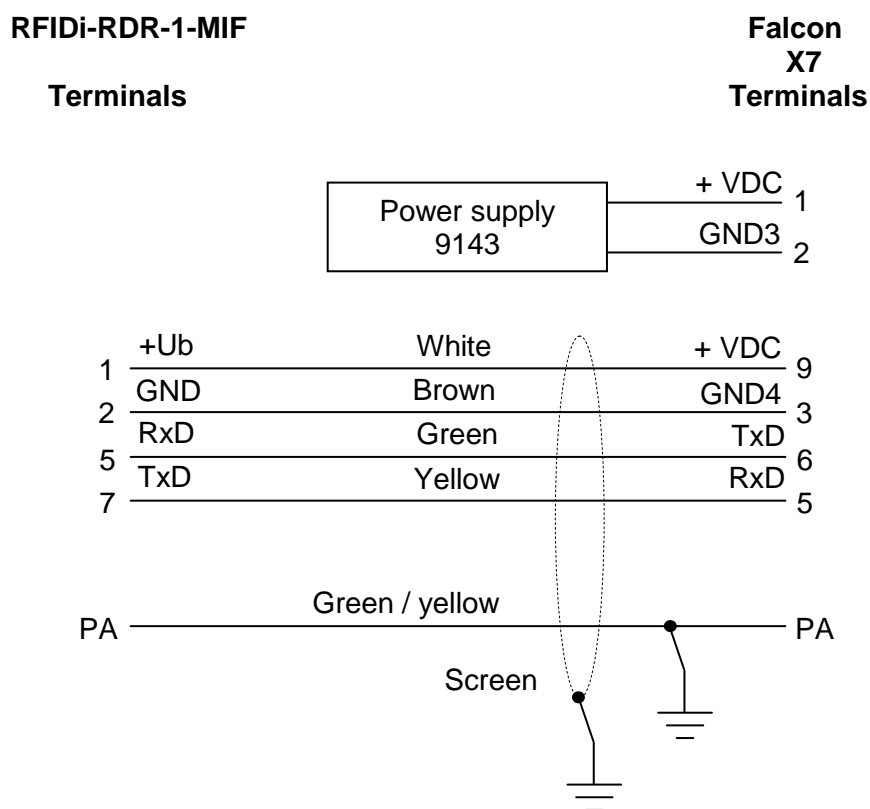 RFIDi-RDR-1-MIF
Falcon
X7
Terminals
Terminals
Power supply
9143
+ VDC
1
GND3
2
1
+Ub
White
+ VDC
9
2
GND
Brown
GND4
3
5
RxD
Green
TxD
6
7
TxD
Yellow
RxD
5
PA
Green / yellow
PA
Screen